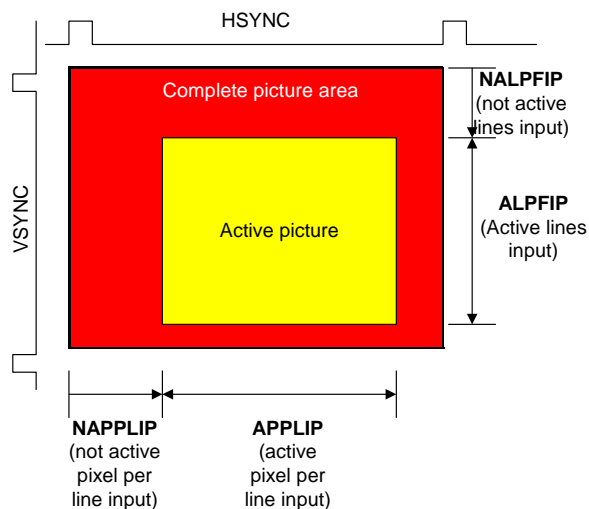 HSYNC
VSYNC
Complete picture area
Active picture
NALPFIP
(not active
lines input)
ALPFIP
(Active lines
input)
NAPPLIP
(not active
pixel per
line input)
APPLIP
(active
pixel per
line input)